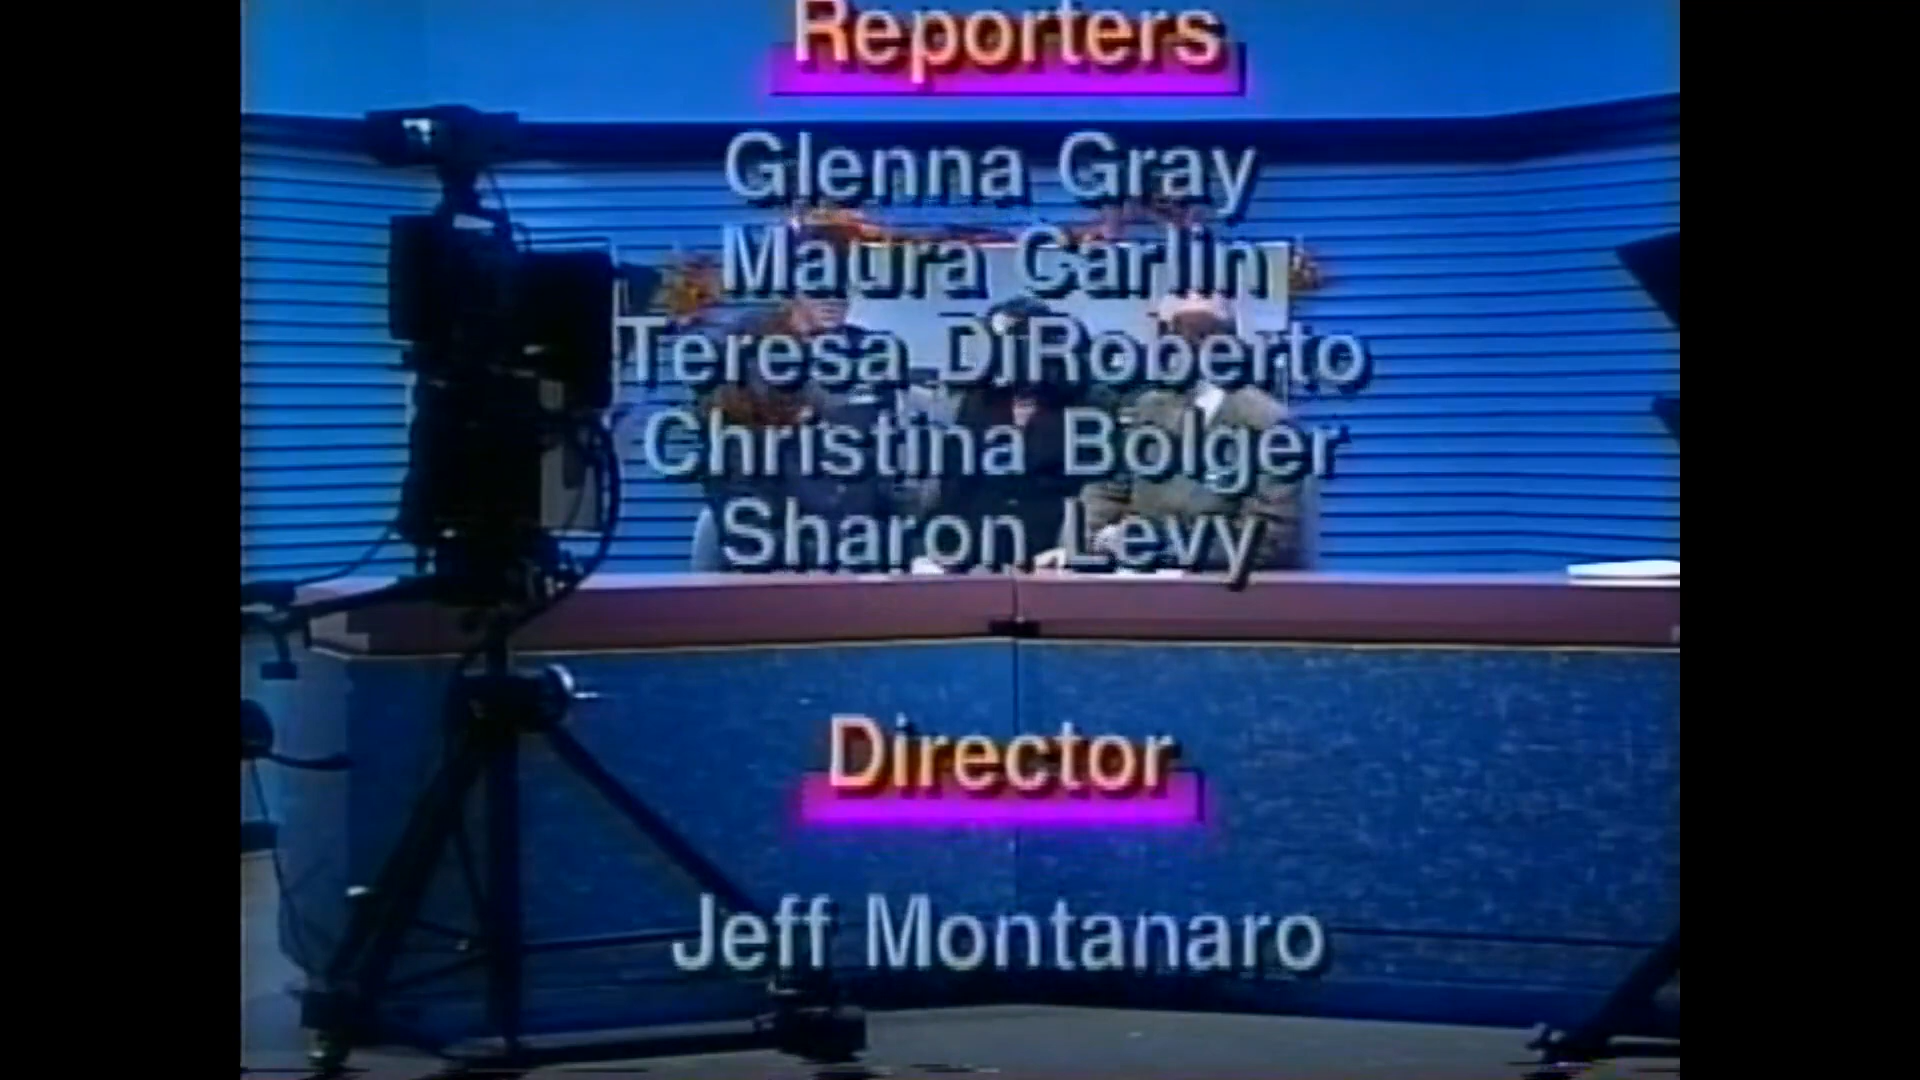 Reporters
Glenna Gray
Maura Carlin
Teresa DiRoberto
Christina Bolger
Sharon Levy
Director
Jeff Montanaro